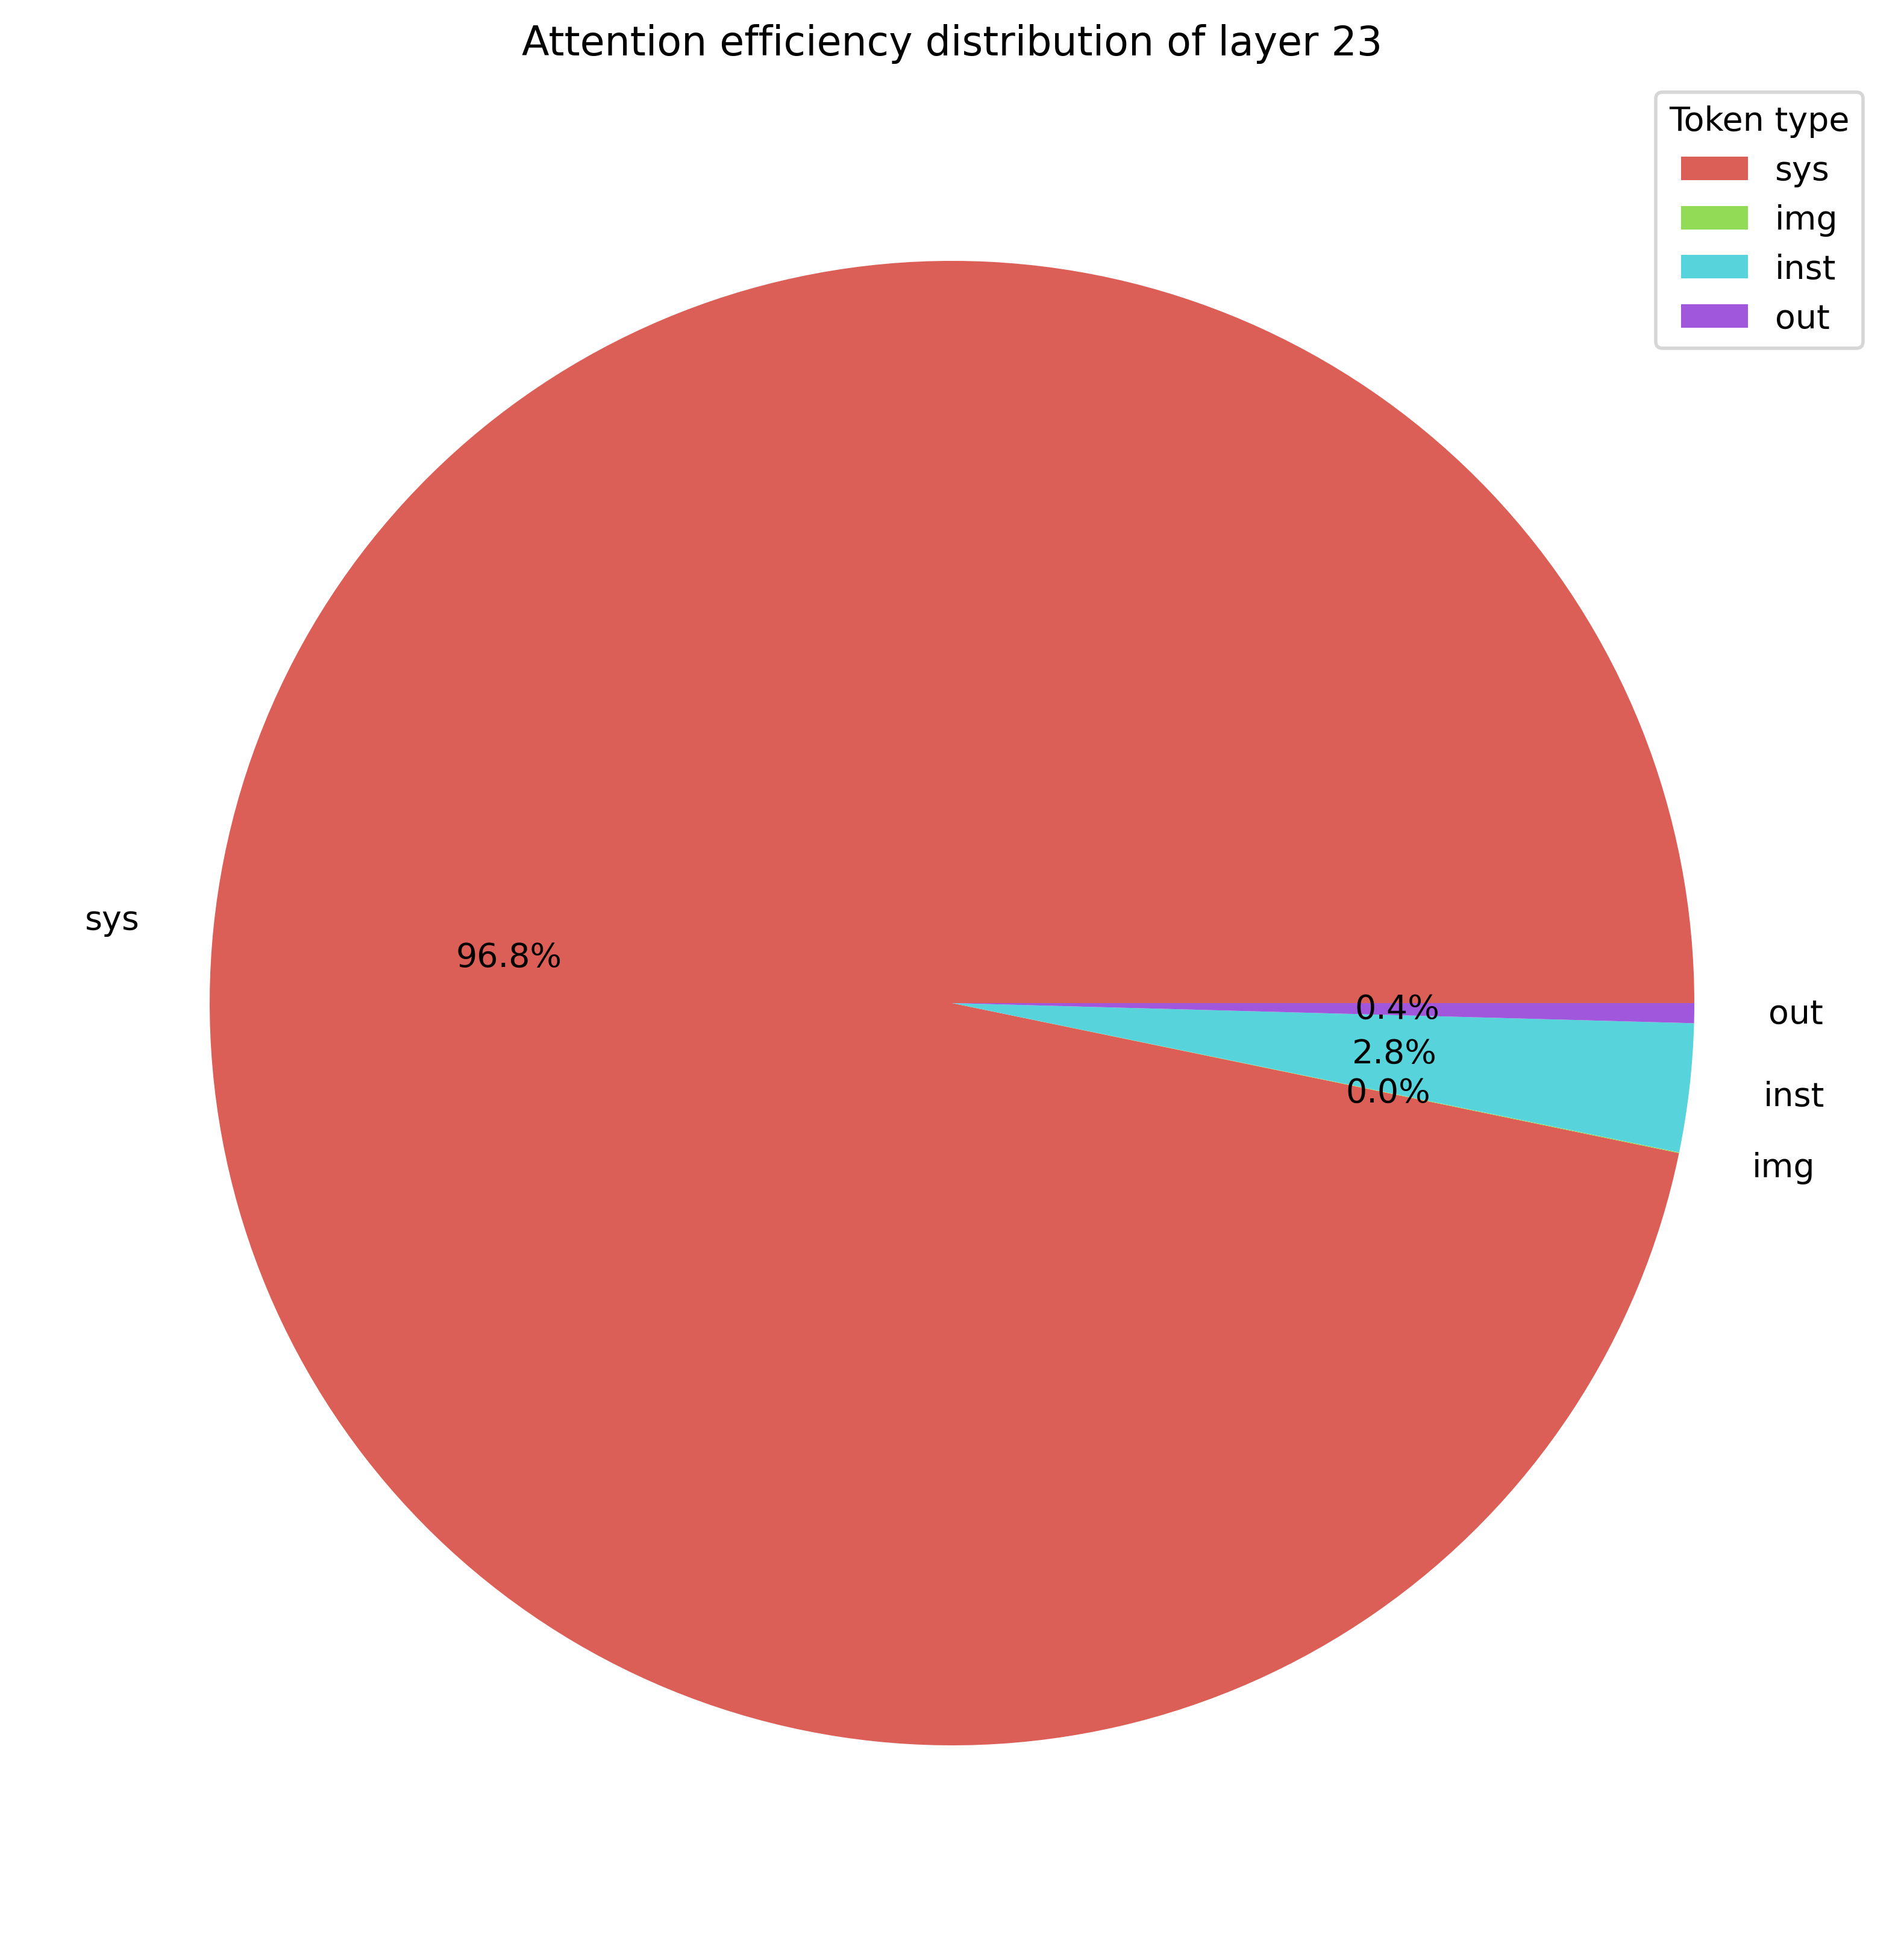 Attention efficiency distribution of layer 23
Token type
sys
img
inst
out
sys
96.8%
0.4%
out
2.8%
inst
0.0%
img